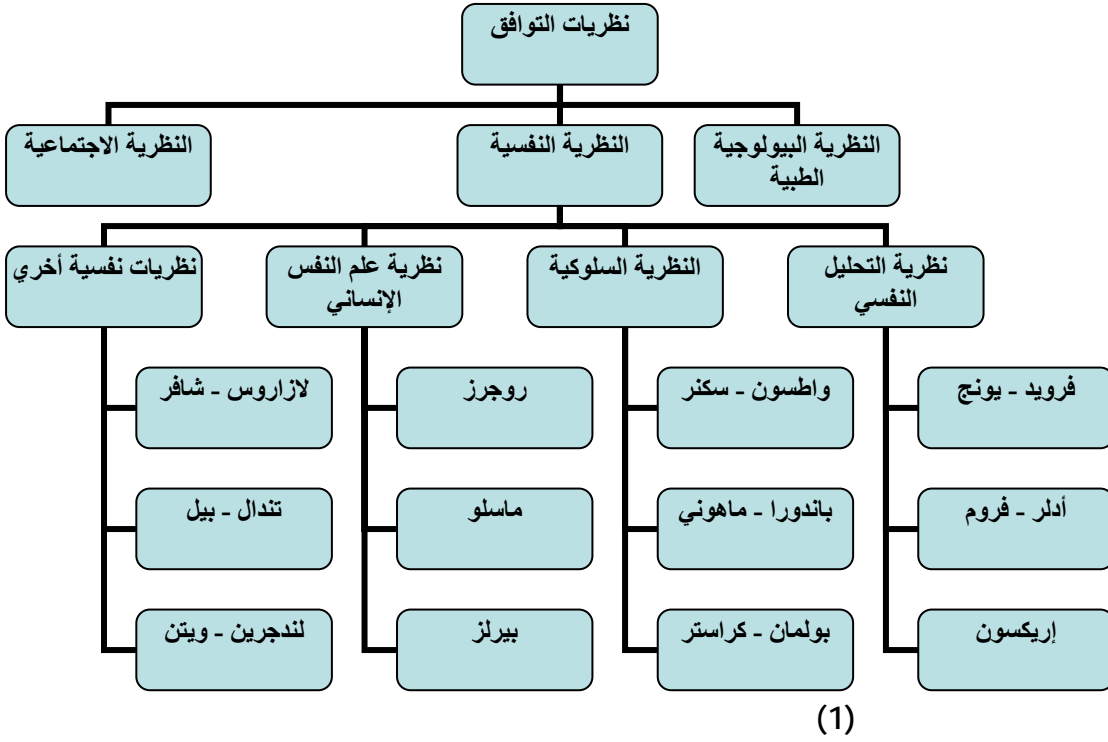 نظريات التوافق
النظرية البيولوجية
الطبية
النظرية النفسية
النظرية الاجتماعية
نظرية التحليل
النفسي
النظرية السلوكية
نظرية علم النفس
الإنساني
نظريات نفسية أخري
فرويد - يونج
واطسون - سكنر
روجرز
لازاروس - شافر
أدلر - فروم
باندورا - ماهوني
ماسلو
تندال - بيل
إريكسون
بولمان - كراستر
بيرلز
لندجرين - ويتن
(1)